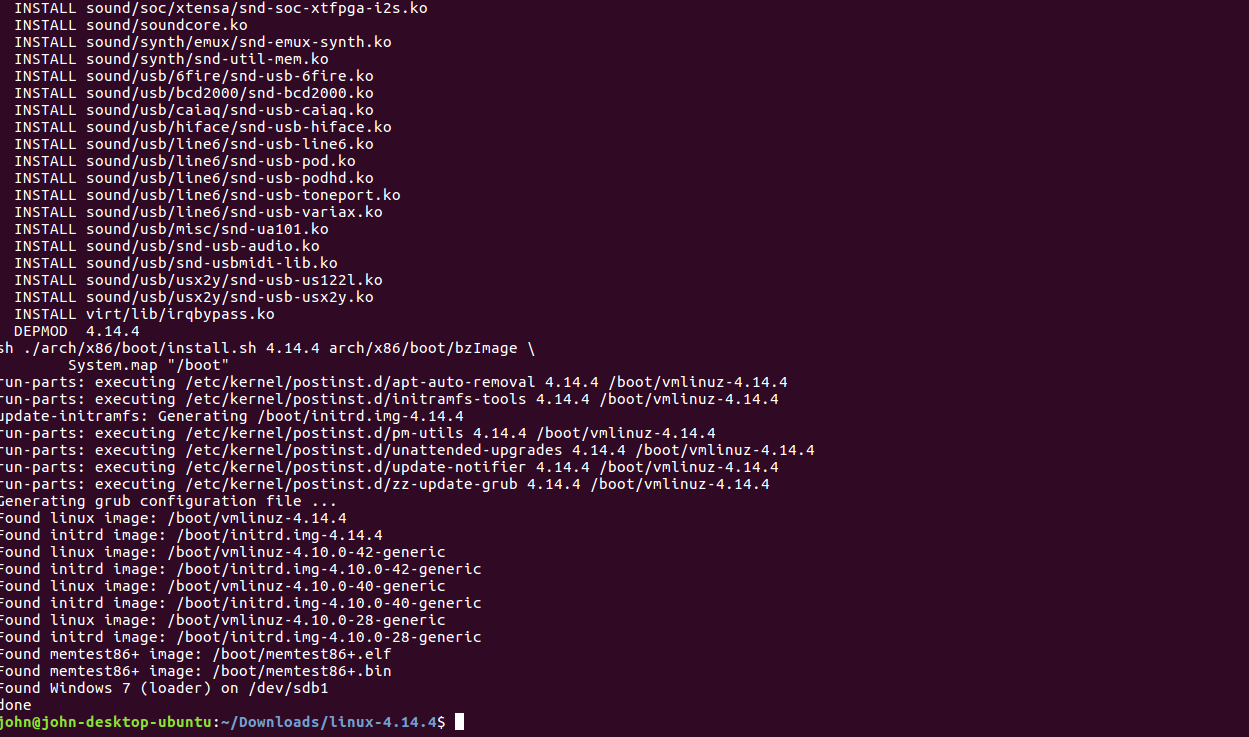 INSTALL sound/soc/xtensa/snd-soc-xtfpga-i2s.ko
INSTALL sound/soundcore.ko
INSTALL sound/synth/emux/snd-emux-synth.ko
INSTALL sound/synth/snd-util-mem.ko
INSTALL sound/usb/6fire/snd-usb-6fire.ko
INSTALL sound/usb/bcd2000/snd-bcd2000.ko
INSTALL sound/usb/caiaq/snd-usb-caiaq.ko
INSTALL sound/usb/hiface/snd-usb-hiface.ko
INSTALL sound/usb/line6/snd-usb-line6.ko
INSTALL sound/usb/line6/snd-usb-pod.ko
INSTALL sound/usb/line6/snd-usb-podhd.ko
INSTALL sound/usb/line6/snd-usb-toneport.ko
INSTALL sound/usb/line6/snd-usb-variax.ko
INSTALL sound/usb/misc/snd-ua101.ko
INSTALL sound/usb/snd-usb-audio.ko
INSTALL sound/usb/snd-usbmidi-lib.ko
INSTALL sound/usb/usx2y/snd-usb-us122l.ko
INSTALL sound/usb/usx2y/snd-usb-usx2y.ko
INSTALL virt/lib/irqbypass.ko
DEPMOD  4.14.4
sh ./arch/x86/boot/install.sh 4.14.4 arch/x86/boot/bzImage \
System.map "/boot"
run-parts: executing /etc/kernel/postinst.d/apt-auto-removal 4.14.4 /boot/vmlinuz-4.14.4
run-parts: executing /etc/kernel/postinst.d/initramfs-tools 4.14.4 /boot/vmlinuz-4.14.4
update-initramfs: Generating /boot/initrd.img-4.14.4
run-parts: executing /etc/kernel/postinst.d/pm-utils 4.14.4 /boot/vmlinuz-4.14.4
run-parts: executing /etc/kernel/postinst.d/unattended-upgrades 4.14.4 /boot/vmlinuz-4.14.4
run-parts: executing /etc/kernel/postinst.d/update-notifier 4.14.4 /boot/vmlinuz-4.14.4
run-parts: executing /etc/kernel/postinst.d/zz-update-grub 4.14.4 /boot/vmlinuz-4.14.4
Generating grub configuration file ...
Found linux image: /boot/vmlinuz-4.14.4
Found initrd image: /boot/initrd.img-4.14.4
Found linux image: /boot/vmlinuz-4.10.0-42-generic
Found initrd image: /boot/initrd.img-4.10.0-42-generic
Found linux image: /boot/vmlinuz-4.10.0-40-generic
Found initrd image: /boot/initrd.img-4.10.0-40-generic
Found linux image: /boot/vmlinuz-4.10.0-28-generic
Found initrd image: /boot/initrd.img-4.10.0-28-generic
Found memtest86+ image: /boot/memtest86+.elf
Found memtest86+ image: /boot/memtest86+.bin
Found Windows 7 (loader) on /dev/sdb1
done
john@john-desktop-ubuntu:~/Downloads/linux-4.14.4$